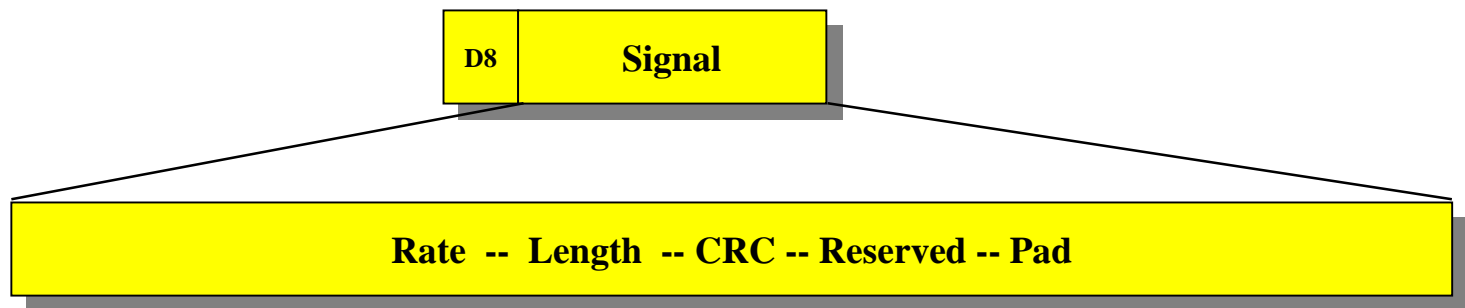 D8 Signal
Rate -- Length -- CRC -- Reserved -- Pad